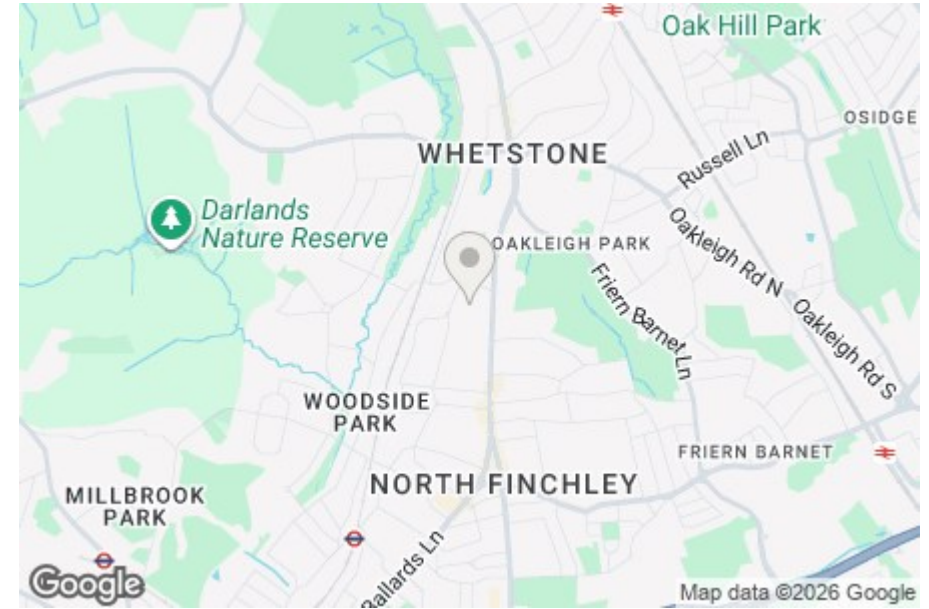 Oak Hill Park
OSIDGE
WHETSTONE
Russell Ln
Darlands
Nature Reserve
OAKLEIGH PARK
Oakleigh Rd N
Friern Barnet Ln
Oakleigh Rd S
WOODSIDE
PARK
FRIERN BARNET
NORTH FINCHLEY
MILLBROOK
PARK
Ballards Ln
Google
Map data ©2026 Google